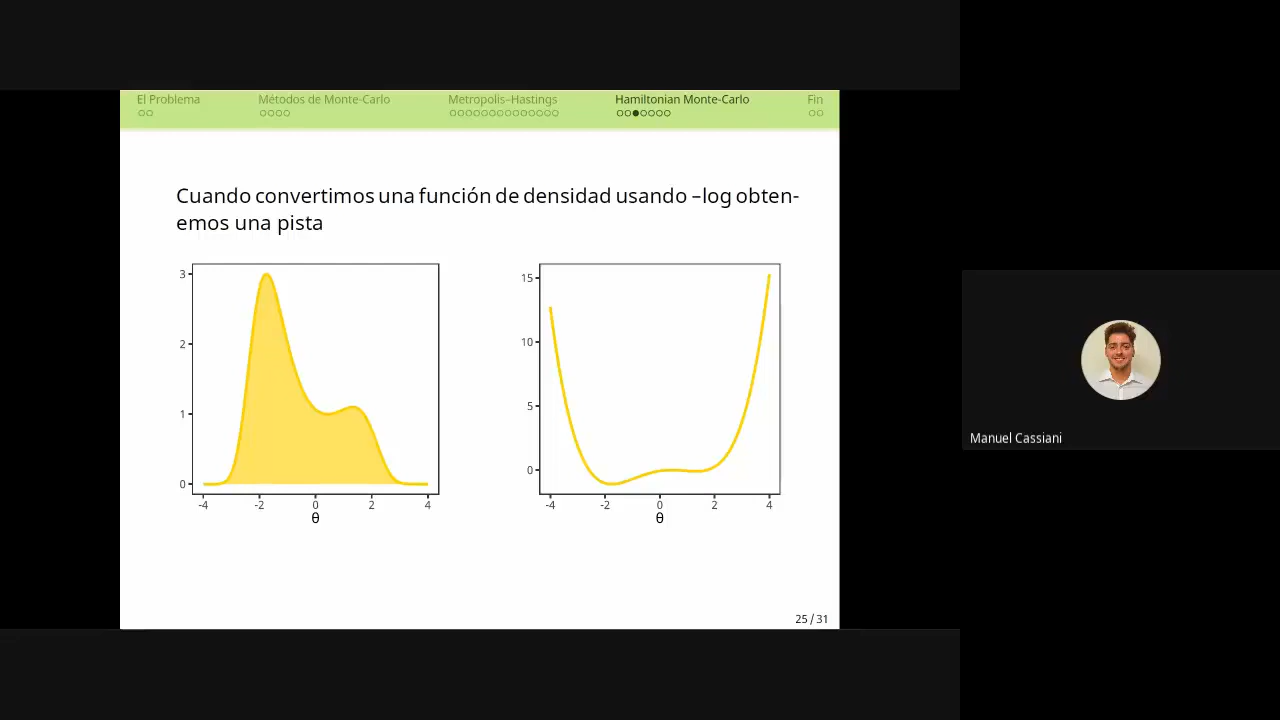 El Problema Métodos de Monte-Carlo Metropolis–Hastings Hamiltonian Monte-Carlo Fin
Cuando convertimos una función de densidad usando –log obten-
emos una pista
3
2
1
0
-4 -2 0 2 4
θ
15
10
5
0
-4 -2 0 2 4
θ
Manuel Cassiani
25 / 31